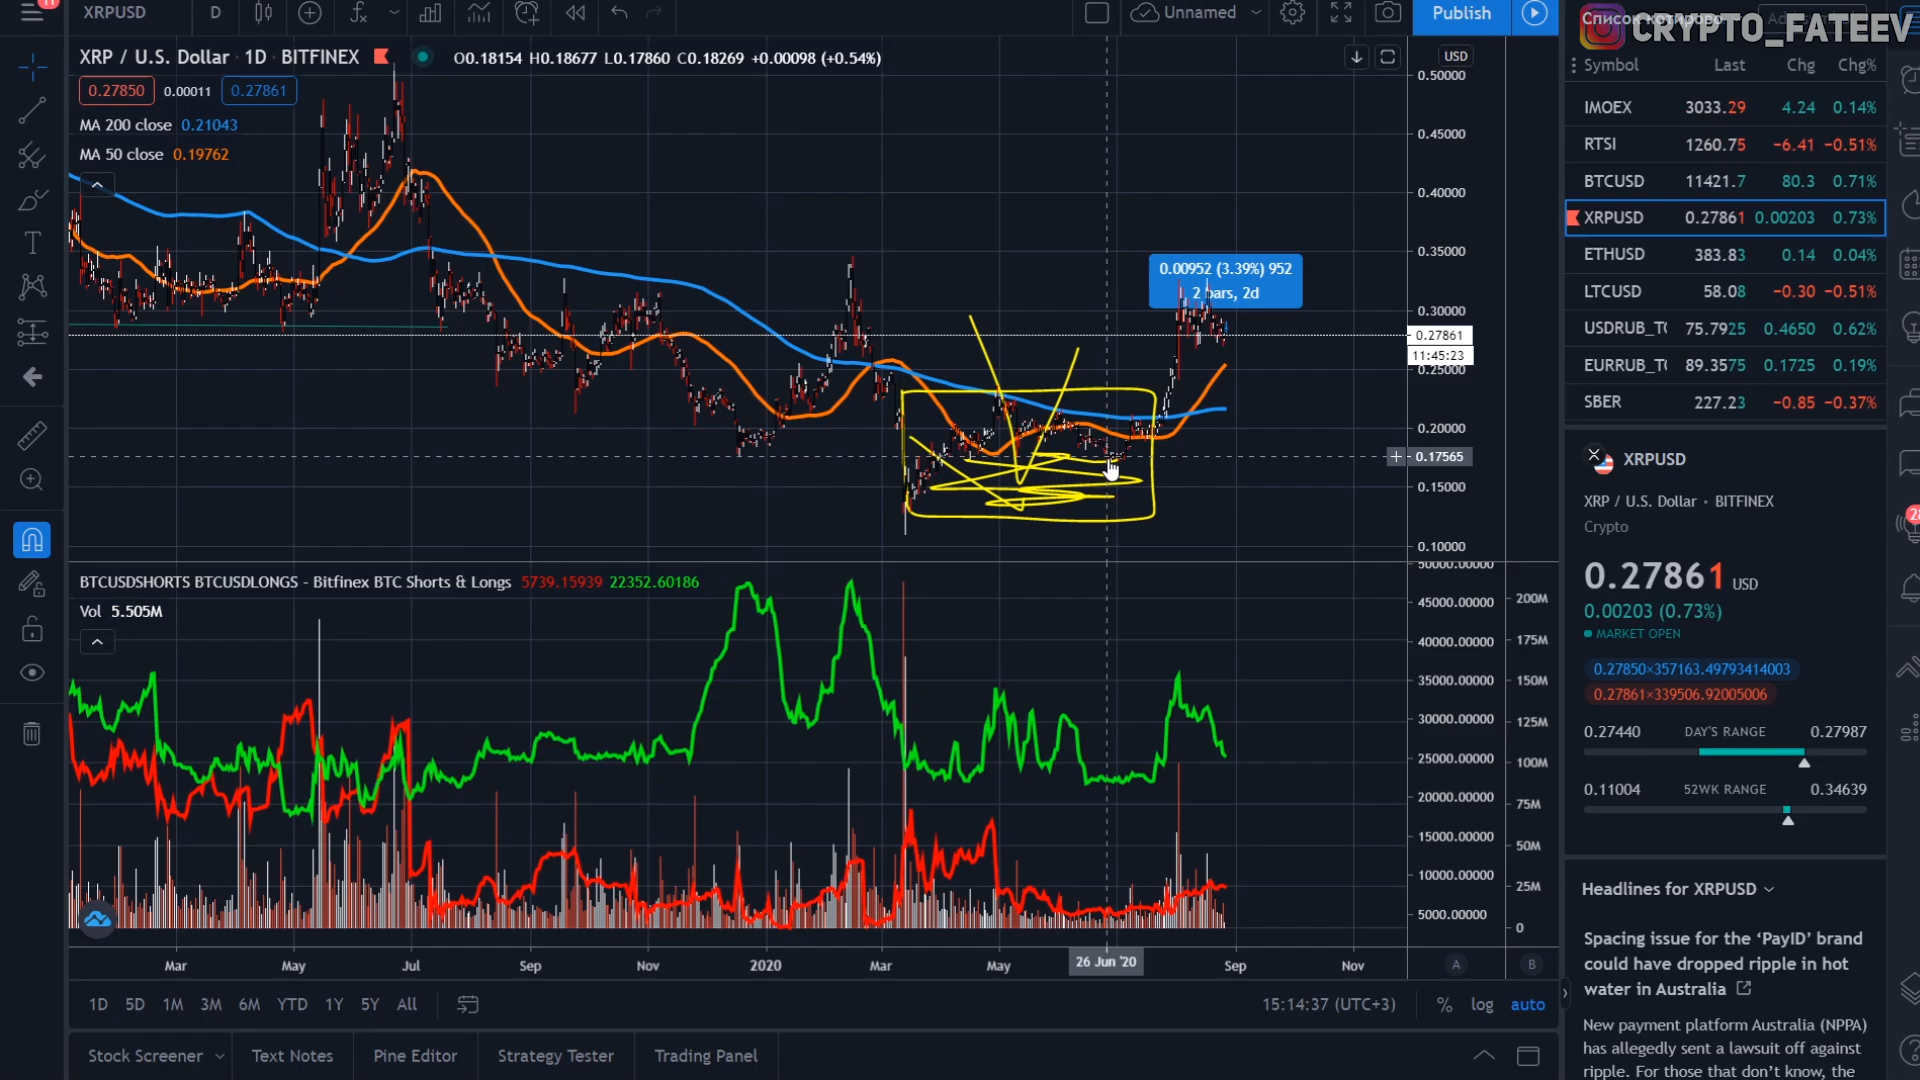 11
XRPUSD
D
Unnamed
Publish
CRYPTO_FATEEV
XRP / U.S. Dollar · 1D · BITFINEX
O0.18154 H0.18677 L0.17860 C0.18269 +0.00098 (+0.54%)
0.27850 0.00011 0.27861
MA 200 close 0.21043
MA 50 close 0.19762
0.00952 (3.39%) 952
2 bars, 2d
USD
0.50000
0.45000
0.40000
0.35000
0.30000
0.27861
11:45:23
0.25000
0.20000
0.17565
0.15000
0.10000
BTCUSDSHORTS BTCUSDLONGS - Bitfinex BTC Shorts & Longs 5739.15939 22352.60186
Vol 5.505M
50000.00000
45000.00000
40000.00000
35000.00000
30000.00000
25000.00000
20000.00000
15000.00000
10000.00000
5000.00000
200M
175M
150M
125M
100M
75M
50M
25M
0
Mar May Jul Sep Nov 2020 Mar May 26 Jun '20 Sep Nov
A B
1D 5D 1M 3M 6M YTD 1Y 5Y All
15:14:37 (UTC+3) % log auto
Stock Screener Text Notes Pine Editor Strategy Tester Trading Panel
Symbol Last Chg Chg%
IMOEX 3033.29 4.24 0.14%
RTSI 1260.75 −6.41 −0.51%
BTCUSD 11421.7 80.3 0.71%
XRPUSD 0.27861 0.00203 0.73%
ETHUSD 383.83 0.14 0.04%
LTCUSD 58.08 −0.30 −0.51%
USDRUB_T 75.7925 0.4650 0.62%
EURRUB_T 89.3575 0.1725 0.19%
SBER 227.23 −0.85 −0.37%
XRPUSD
XRP / U.S. Dollar • BITFINEX
Crypto
0.27861 USD
0.00203 (0.73%)
MARKET OPEN
0.27850×357163.49793414003
0.27861×339506.92005006
0.27440 DAY'S RANGE 0.27987
0.11004 52WK RANGE 0.34639
Headlines for XRPUSD
Spacing issue for the 'PayID' brand
could have dropped ripple in hot
water in Australia
New payment platform Australia (NPPA)
has allegedly sent a lawsuit off against
ripple. For those that don't know, the